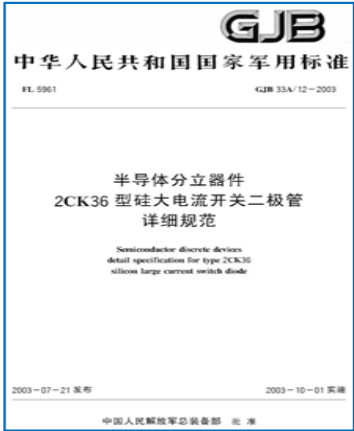 GJB
中华人民共和国国家军用标准
FL 5961
GJB 33A/12-2003
半导体分立器件
2CK36 型硅大电流开关二极管
详细规范
Semiconductor discrete devices
detail specification for type 2CK36
silicon large current switch diode
2003-07-21 发布
2003-10-01 实施
中国人民解放军总装备部 批准